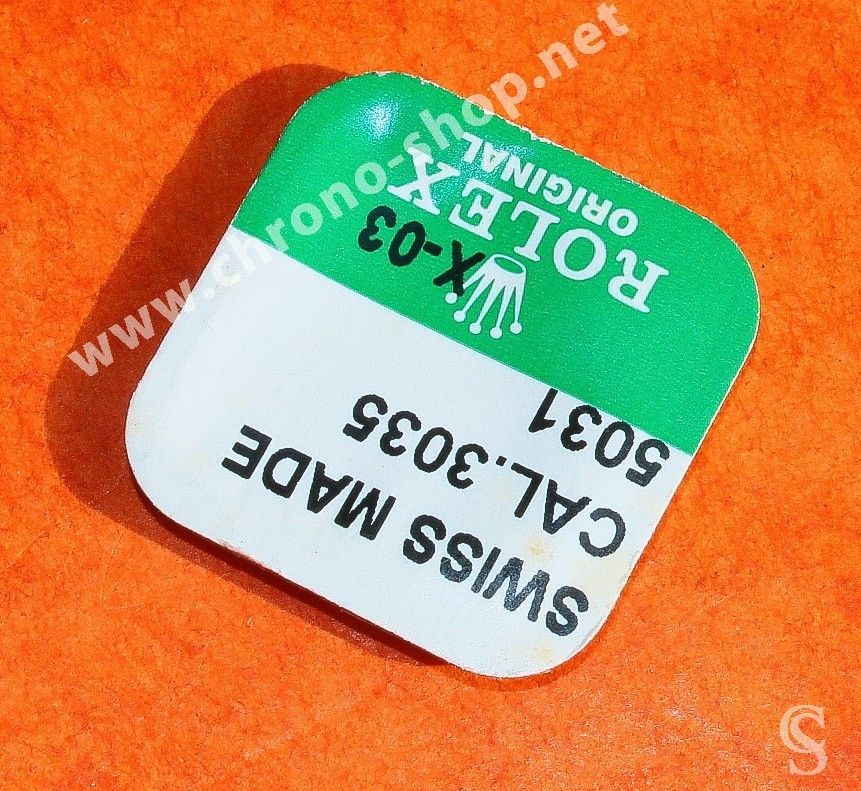 ROLEX
ORIGINAL
X-03
5031
CAL.3035
SWISS MADE
www.chrono-shop.net